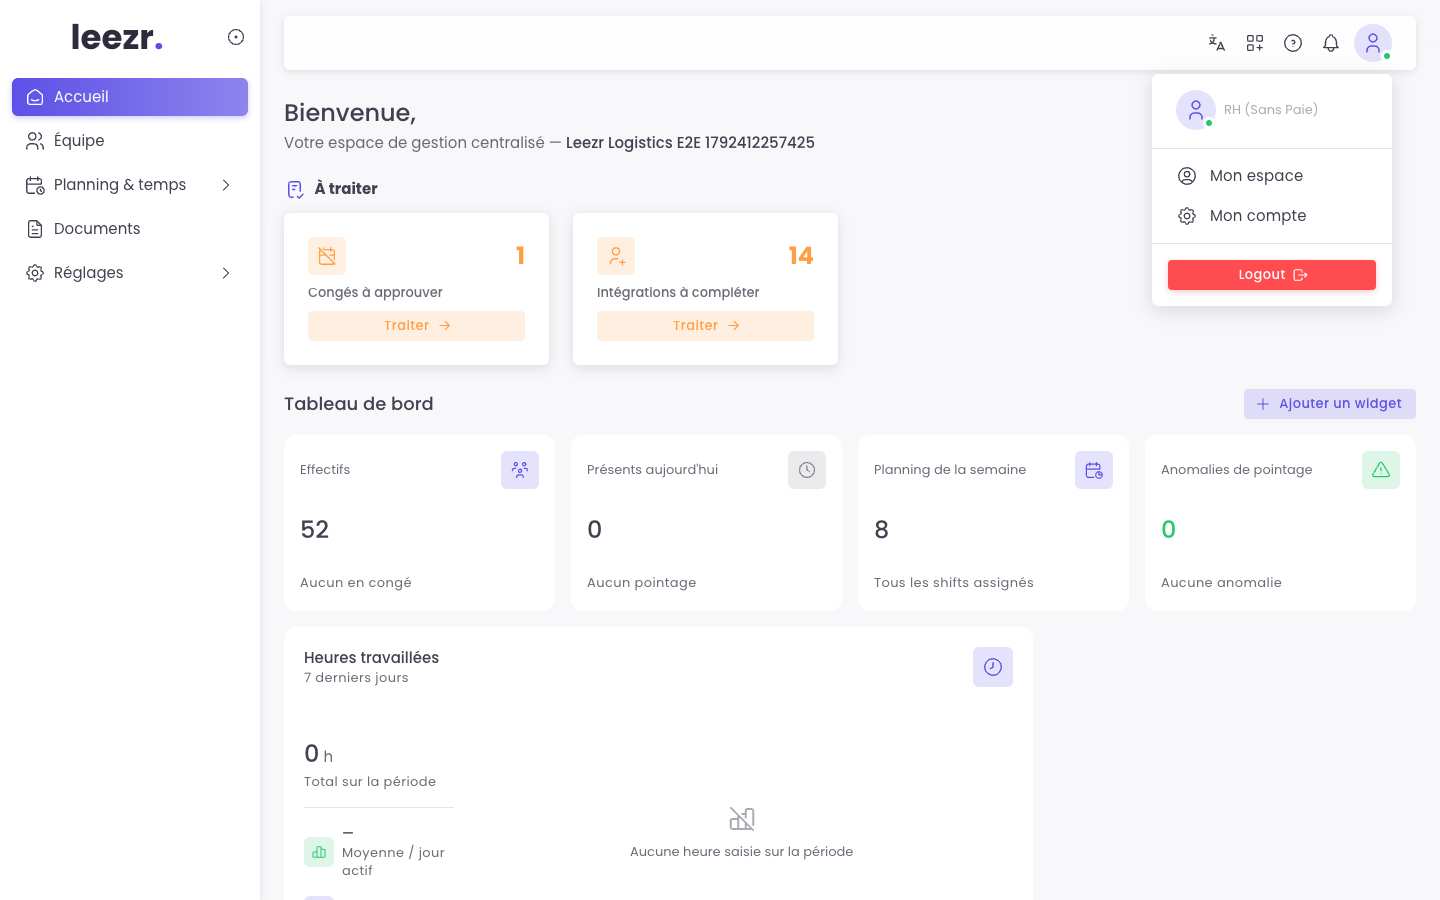 leezr.
Accueil
Équipe
Planning & temps
Documents
Réglages
Bienvenue,
Votre espace de gestion centralisé — Leezr Logistics E2E 1792412257425
RH (Sans Paie)
Mon espace
Mon compte
Logout
À traiter
1
Congés à approuver
Traiter
14
Intégrations à compléter
Traiter
Tableau de bord
Ajouter un widget
Effectifs
52
Aucun en congé
Présents aujourd'hui
0
Aucun pointage
Planning de la semaine
8
Tous les shifts assignés
Anomalies de pointage
0
Aucune anomalie
Heures travaillées
7 derniers jours
0 h
Total sur la période
—
Moyenne / jour
actif
Aucune heure saisie sur la période